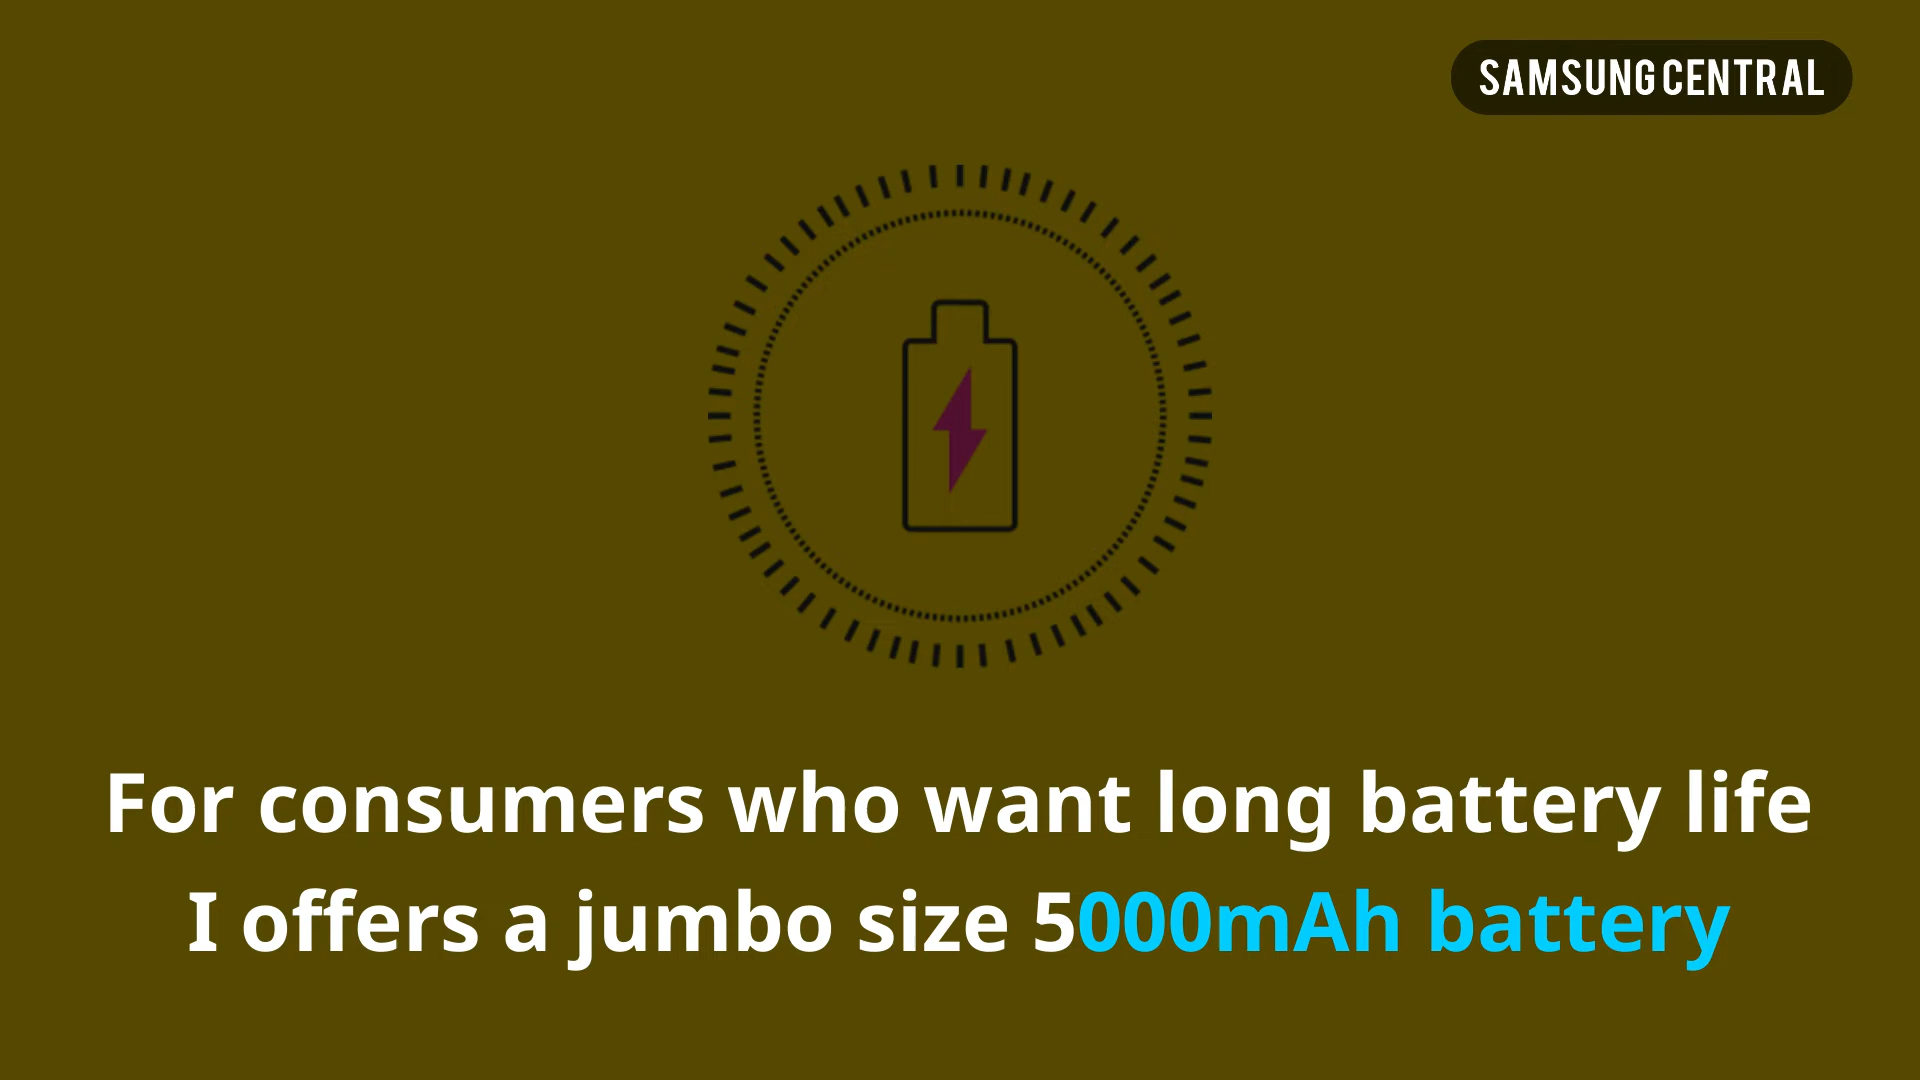 SAMSUNG CENTRAL
For consumers who want long battery life
I offers a jumbo size 5000mAh battery